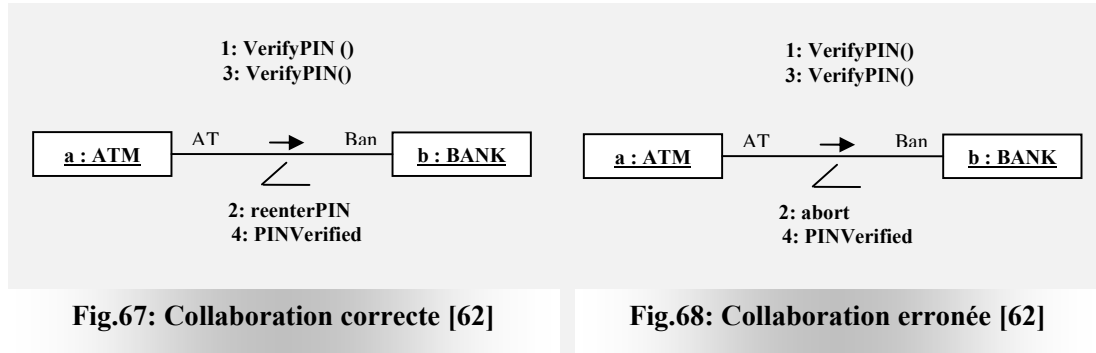 1: VerifyPIN ()
3: VerifyPIN()
a : ATM
AT
Ban
b : BANK
2: reenterPIN
4: PINVerified
Fig.67: Collaboration correcte [62]
1: VerifyPIN()
3: VerifyPIN()
a : ATM
AT
Ban
b : BANK
2: abort
4: PINVerified
Fig.68: Collaboration erronée [62]